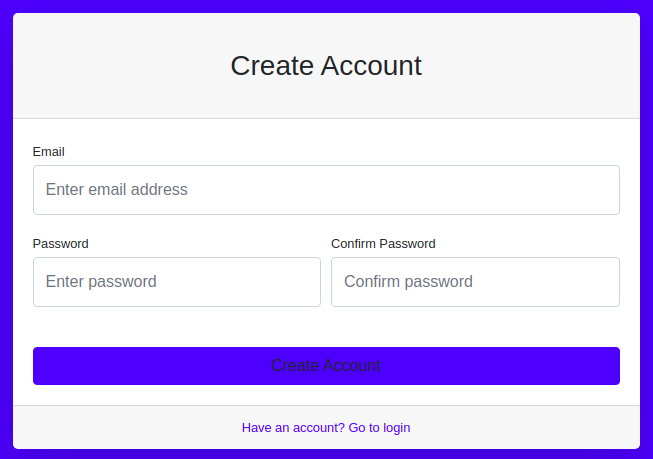 Create Account
Email
Enter email address
Password Confirm Password
Enter password Confirm password
Create Account
Have an account? Go to login